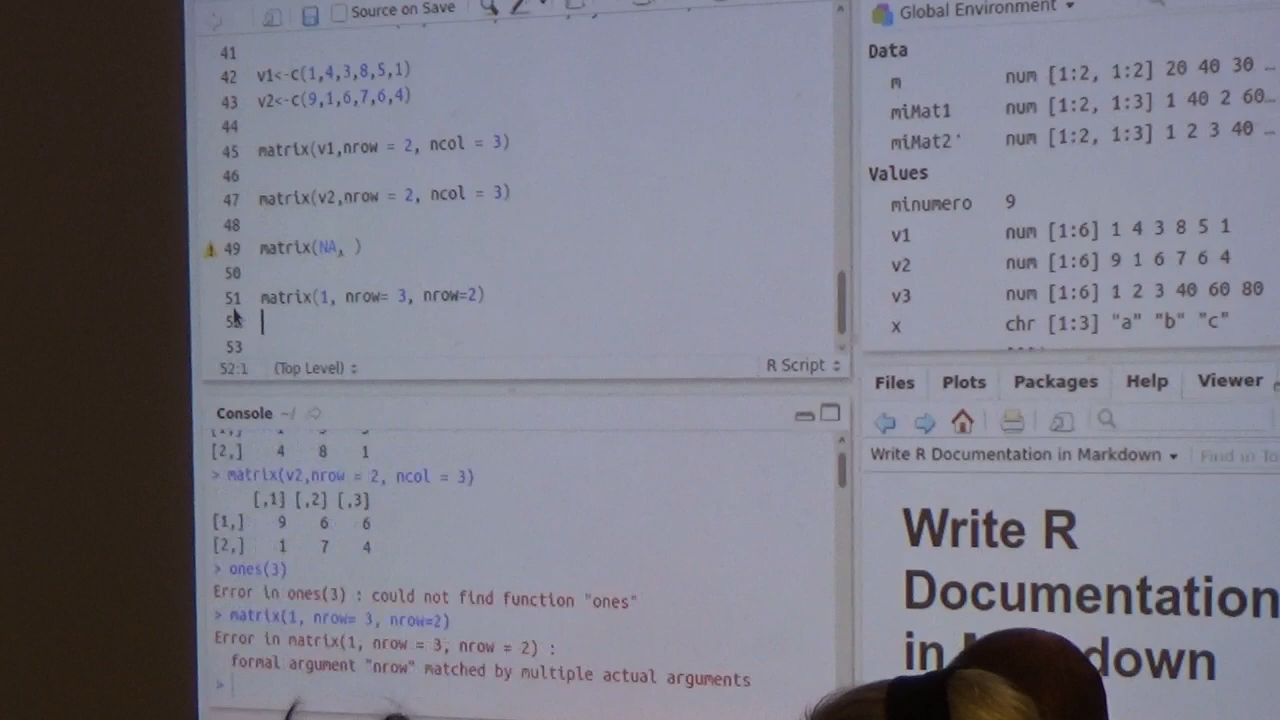 Source on Save
41
42 v1<-c(1,4,3,8,5,1)
43 v2<-c(9,1,6,7,6,4)
44
45 matrix(v1,nrow = 2, ncol = 3)
46
47 matrix(v2,nrow = 2, ncol = 3)
48
49 matrix(NA, )
50
51 matrix(1, nrow= 3, nrow=2)
53
52:1 (Top Level) R Script
Console ~/
[2,] 4 8 1
> matrix(v2,nrow = 2, ncol = 3)
[,1] [,2] [,3]
[1,] 9 6 6
[2,] 1 7 4
> ones(3)
Error in ones(3) : could not find function "ones"
> matrix(1, nrow= 3, nrow=2)
Error in matrix(1, nrow = 3, nrow = 2) :
formal argument "nrow" matched by multiple actual arguments
>
Global Environment
Data
m num [1:2, 1:2] 20 40 30 …
miMat1 num [1:2, 1:3] 1 40 2 60…
miMat2 num [1:2, 1:3] 1 2 3 40 …
Values
minumero 9
v1 num [1:6] 1 4 3 8 5 1
v2 num [1:6] 9 1 6 7 6 4
v3 num [1:6] 1 2 3 40 60 80
x chr [1:3] "a" "b" "c"
Files Plots Packages Help Viewer
Write R Documentation in Markdown Find in To
Write R
Documentation
in